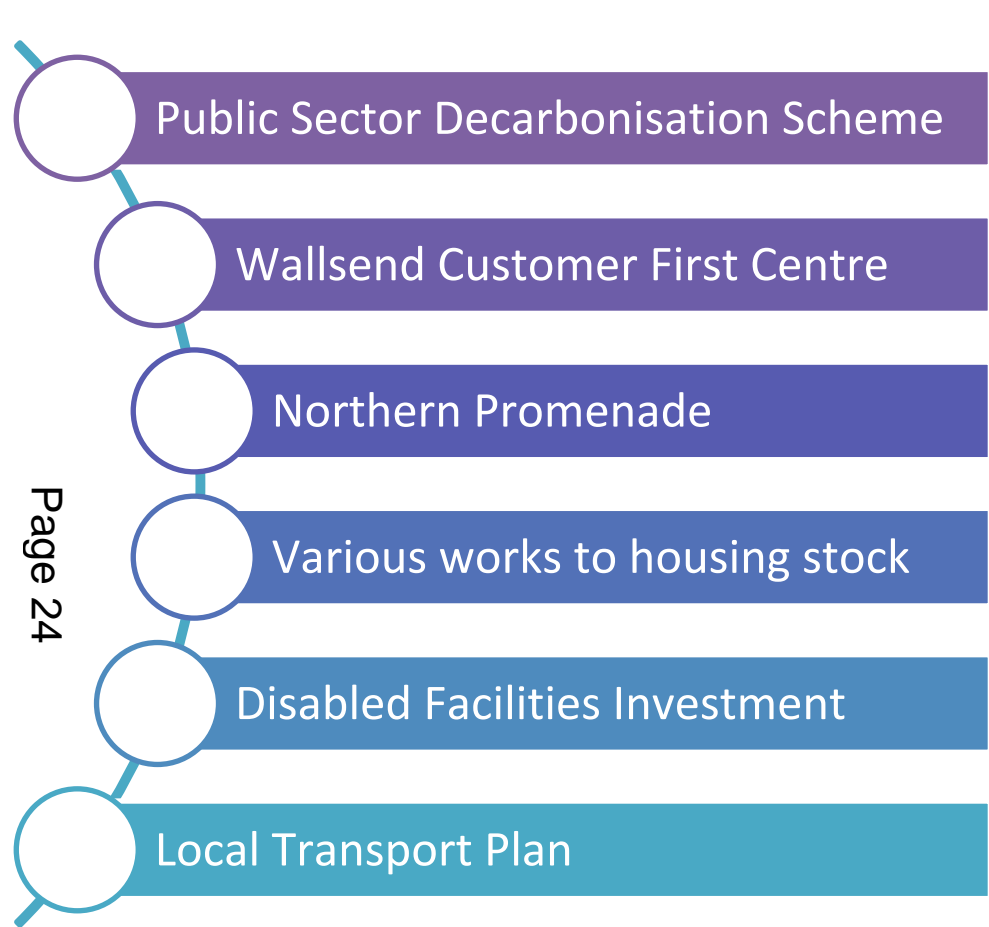 Public Sector Decarbonisation Scheme
Wallsend Customer First Centre
Northern Promenade
Various works to housing stock
Disabled Facilities Investment
Local Transport Plan
Page 24